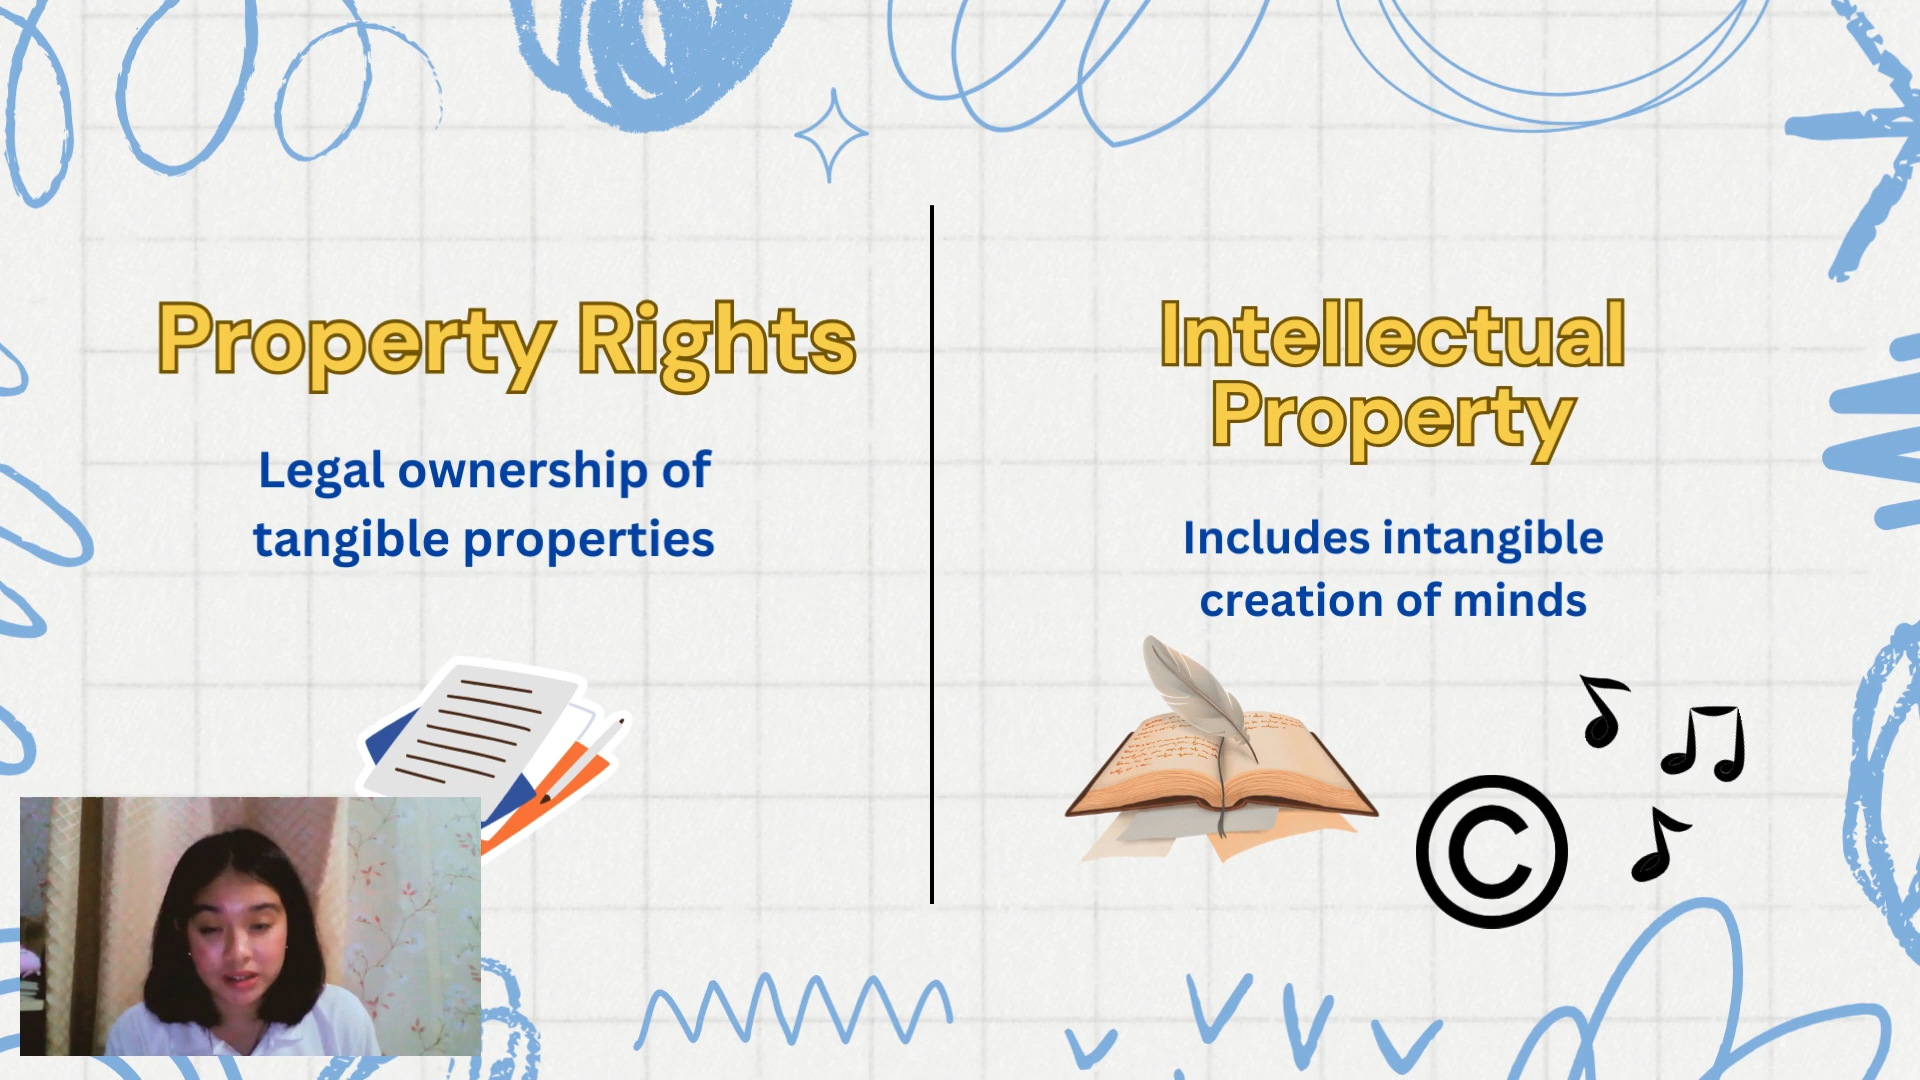 Property Rights
Legal ownership of
tangible properties
Intellectual
Property
Includes intangible
creation of minds
©